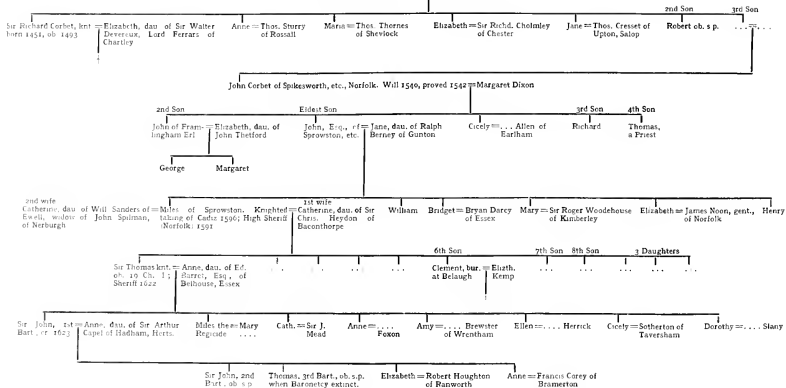 2nd Son
3rd Son
Sir Richard Corbet, knt = Elizabeth, dau of Sir Walter
Anne = Thos. Sturry
Maria = Thos. Thornes
Elizabeth = Sir Richd. Cholmley
Jane = Thos. Cresset of
Robert ob. s p.
. . . = . . .
born 1451, ob 1493
Devereux, Lord Ferrars of
of Rossall
of Shevlock
of Chester
Upton, Salop
Chartley
John Corbet of Spikesworth, etc., Norfolk. Will 1540, proved 1542 = Margaret Dixon
2nd Son
Eldest Son
3rd Son
4th Son
John of Fram- = Elizabeth, dau. of
John, Esq., of = Jane, dau. of Ralph
Cicely = . . . Allen of
Richard
Thomas,
lingham Erl
John Thetford
Sprowston, etc.
Berney of Gunton
Earlham
a Priest
George
Margaret
2nd wife
1st wife
Catherine, dau of Will Sanders of = Miles of Sprowston. Knighted = Catherine, dau. of Sir
William
Bridget = Bryan Darcy
Mary = Sir Roger Woodehouse
Elizabeth = James Noon, gent.,
Henry
Ewell, widow of John Spilman,
taking of Cadiz 1596; High Sheriff
Chris. Heydon of
of Essex
of Kimberley
of Norfolk
of Nerburgh
Norfolk 1591
Baconthorpe
6th Son
7th Son
8th Son
3 Daughters
Sir Thomas knt. = Anne, dau. of Ed.
. . .
. . .
. . .
. . .
Clement, bur. = Elizth.
. . .
. . .
. . .
. . .
. . .
ob. 19 Ch. I;
Barret, Esq., of
at Belaugh
Kemp
Sheriff 1622
Belhouse, Essex
Sir John, 1st = Anne, dau. of Sir Arthur
Miles the = Mary
Cath. = Sir J.
Anne = . . . .
Amy = . . . . Brewster
Ellen = . . . . Herrick
Cicely = Sotherton of
Dorothy = . . . . Slany
Bart., cr 1623
Capel of Hadham, Herts.
Regicide
. . . .
Mead
Foxon
of Wrentham
Taversham
Sir John, 2nd
Thomas, 3rd Bart., ob. s.p.
Elizabeth = Robert Houghton
Anne = Francis Corey of
Bart., ob s.p
when Baronetcy extinct.
of Ranworth
Bramerton